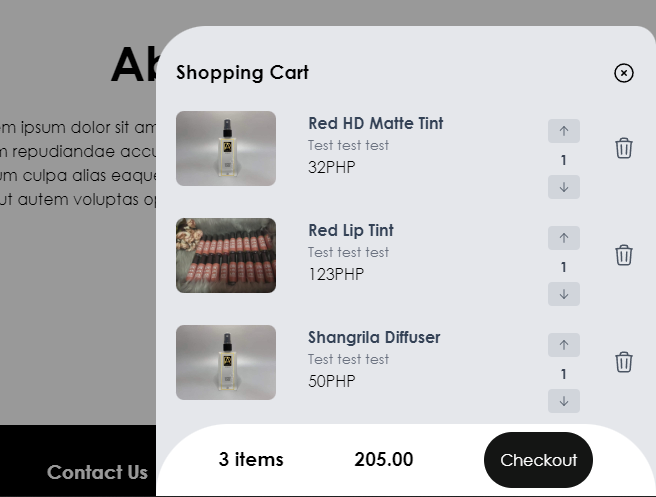 Ab
m ipsum dolor sit am
m repudiandae accu
um culpa alias eaque
ut autem voluptas op
Contact Us
Shopping Cart
Red HD Matte Tint
Test test test
32PHP
1
Red Lip Tint
Test test test
123PHP
1
Shangrila Diffuser
Test test test
50PHP
1
3 items
205.00
Checkout